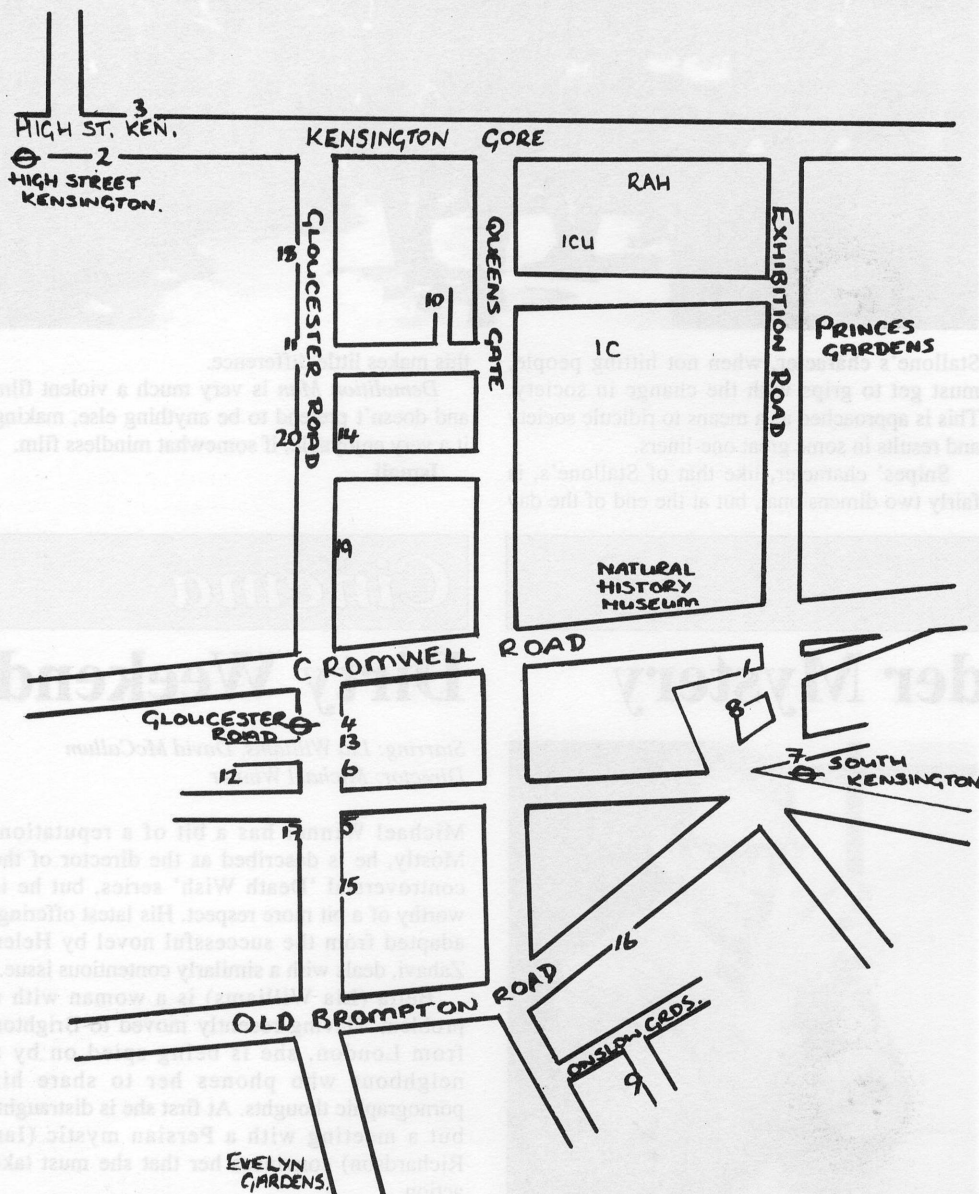 3
HIGH ST. KEN.
KENSINGTON GORE
2
HIGH STREET
KENSINGTON.
RAH
GLOUCESTER ROAD
QUEENS GATE
EXHIBITION ROAD
18
ICU
10
PRINCES
GARDENS
11
IC
20
14
19
NATURAL
HISTORY
MUSEUM
CROMWELL ROAD
1
8
GLOUCESTER
ROAD
4
13
6
12
7
SOUTH
KENSINGTON
17
5
15
16
OLD BROMPTON ROAD
ONSLOW GRDS.
9
EVELYN
GARDENS.
Stallone's character, when not hitting people,
must get to grips with the change in society.
This is approached as a means to ridicule society
and results in some great one-liners.
Snipes' character, like that of Stallone's, is
fairly two dimensional, but at the end of the day
this makes little difference.
Demolition Man is very much a violent film
and doesn't pretend to be anything else, making
it a very enjoyable if somewhat mindless film.
Cinema
der Mystery
Dirty Weekend
Starring: Lia Williams, David McCallum
Director: Michael Winner
Michael Winner has a bit of a reputation.
Mostly, he is described as the director of the
controversial 'Death Wish' series, but he is
worthy of a bit more respect. His latest offering,
adapted from the successful novel by Helen
Zahavi, deals with a similarly contentious issue.
(Lia Williams) is a woman with
recently moved to Brighton
from London, she is being spied on by
neighbour who phones her to share his
pornographic thoughts. At first she is distraught
but a meeting with a Persian mystic (Ian
Richardson) her that she must take
action